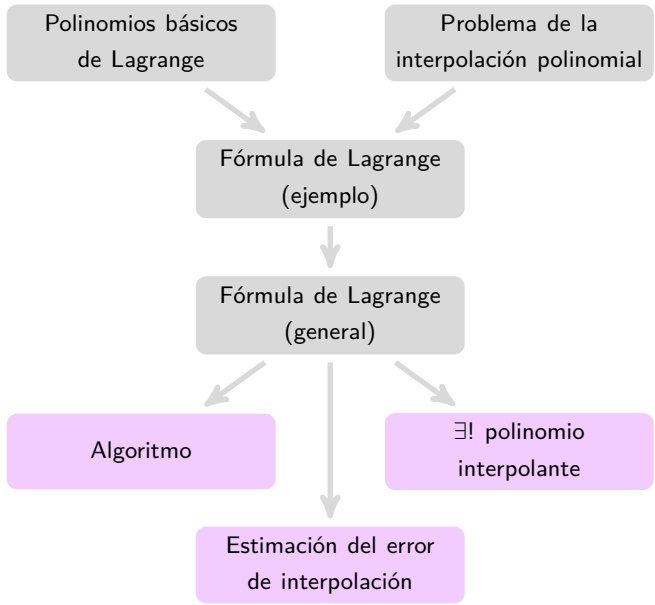 Polinomios básicos
de Lagrange
Problema de la
interpolación polinomial
Fórmula de Lagrange
(ejemplo)
Fórmula de Lagrange
(general)
Algoritmo
∃! polinomio
interpolante
Estimación del error
de interpolación